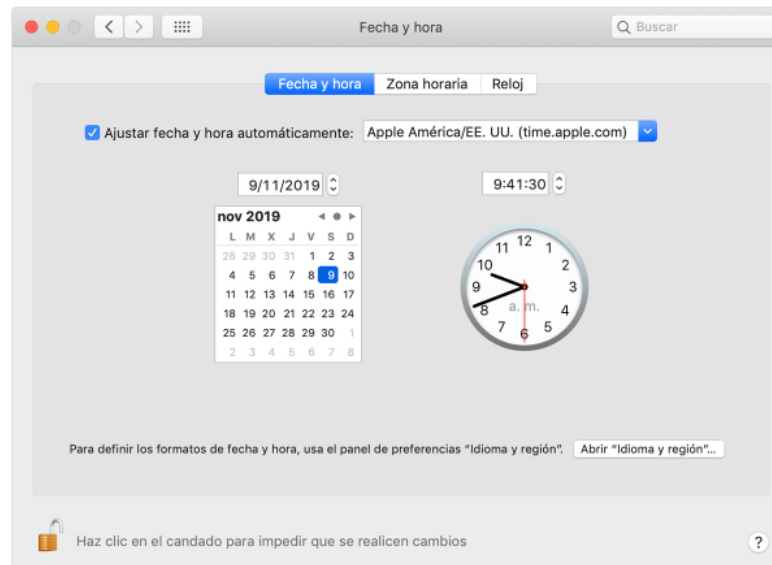 Fecha y hora
Buscar
Fecha y hora Zona horaria Reloj
Ajustar fecha y hora automáticamente: Apple América/EE. UU. (time.apple.com)
9/11/2019 9:41:30
nov 2019
L M X J V S D
28 29 30 31 1 2 3
4 5 6 7 8 9 10
11 12 13 14 15 16 17
18 19 20 21 22 23 24
25 26 27 28 29 30 1
2 3 4 5 6 7 8
12
11 1
10 2
9 3
a. m.
8 4
7 5
6
Para definir los formatos de fecha y hora, usa el panel de preferencias “Idioma y región”. Abrir “Idioma y región”...
Haz clic en el candado para impedir que se realicen cambios ?